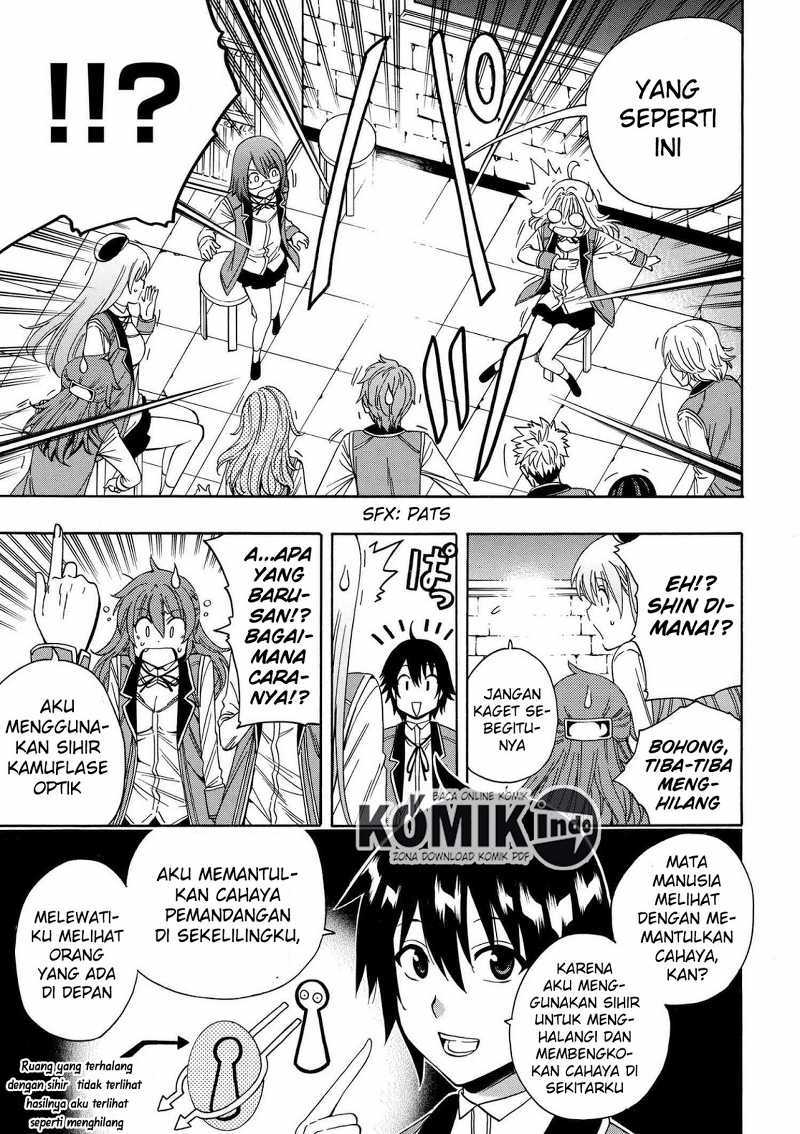 YANG
SEPERTI
INI
!!?
SFX: PATS
EH!?
SHIN DI-
MANA!?
BOHONG,
TIBA-TIBA
MENG-
HILANG
JANGAN
KAGET SE-
BEGITU-
NYA
ぱっ
A...APA
YANG
BARU-
SAN!?
BAGAI-
MANA
CARA-
NYA!?
AKU
MENGGUNA-
KAN SIHIR
KAMUFLASE
OPTIK
BACA ONLINE KOMIK
KOMIKindo
ZONA DOWNLOAD KOMIK PDF
MATA
MANUSIA
MELIHAT
DENGAN ME-
MANTULKAN
CAHAYA,
KAN?
KARENA
AKU MENG-
GUNAKAN SIHIR
UNTUK MENG-
HALANGI DAN
MEMBENGKO-
KAN CAHAYA DI
SEKITARKU
AKU MEMANTUL-
KAN CAHAYA
PEMANDANGAN
DI SEKELILINGKU,
MELEWATI-
KU MELIHAT
ORANG
YANG ADA
DI DEPAN
Ruang yang terhalang
dengan sihir tidak terlihat
hasilnya aku terlihat
seperti menghilang